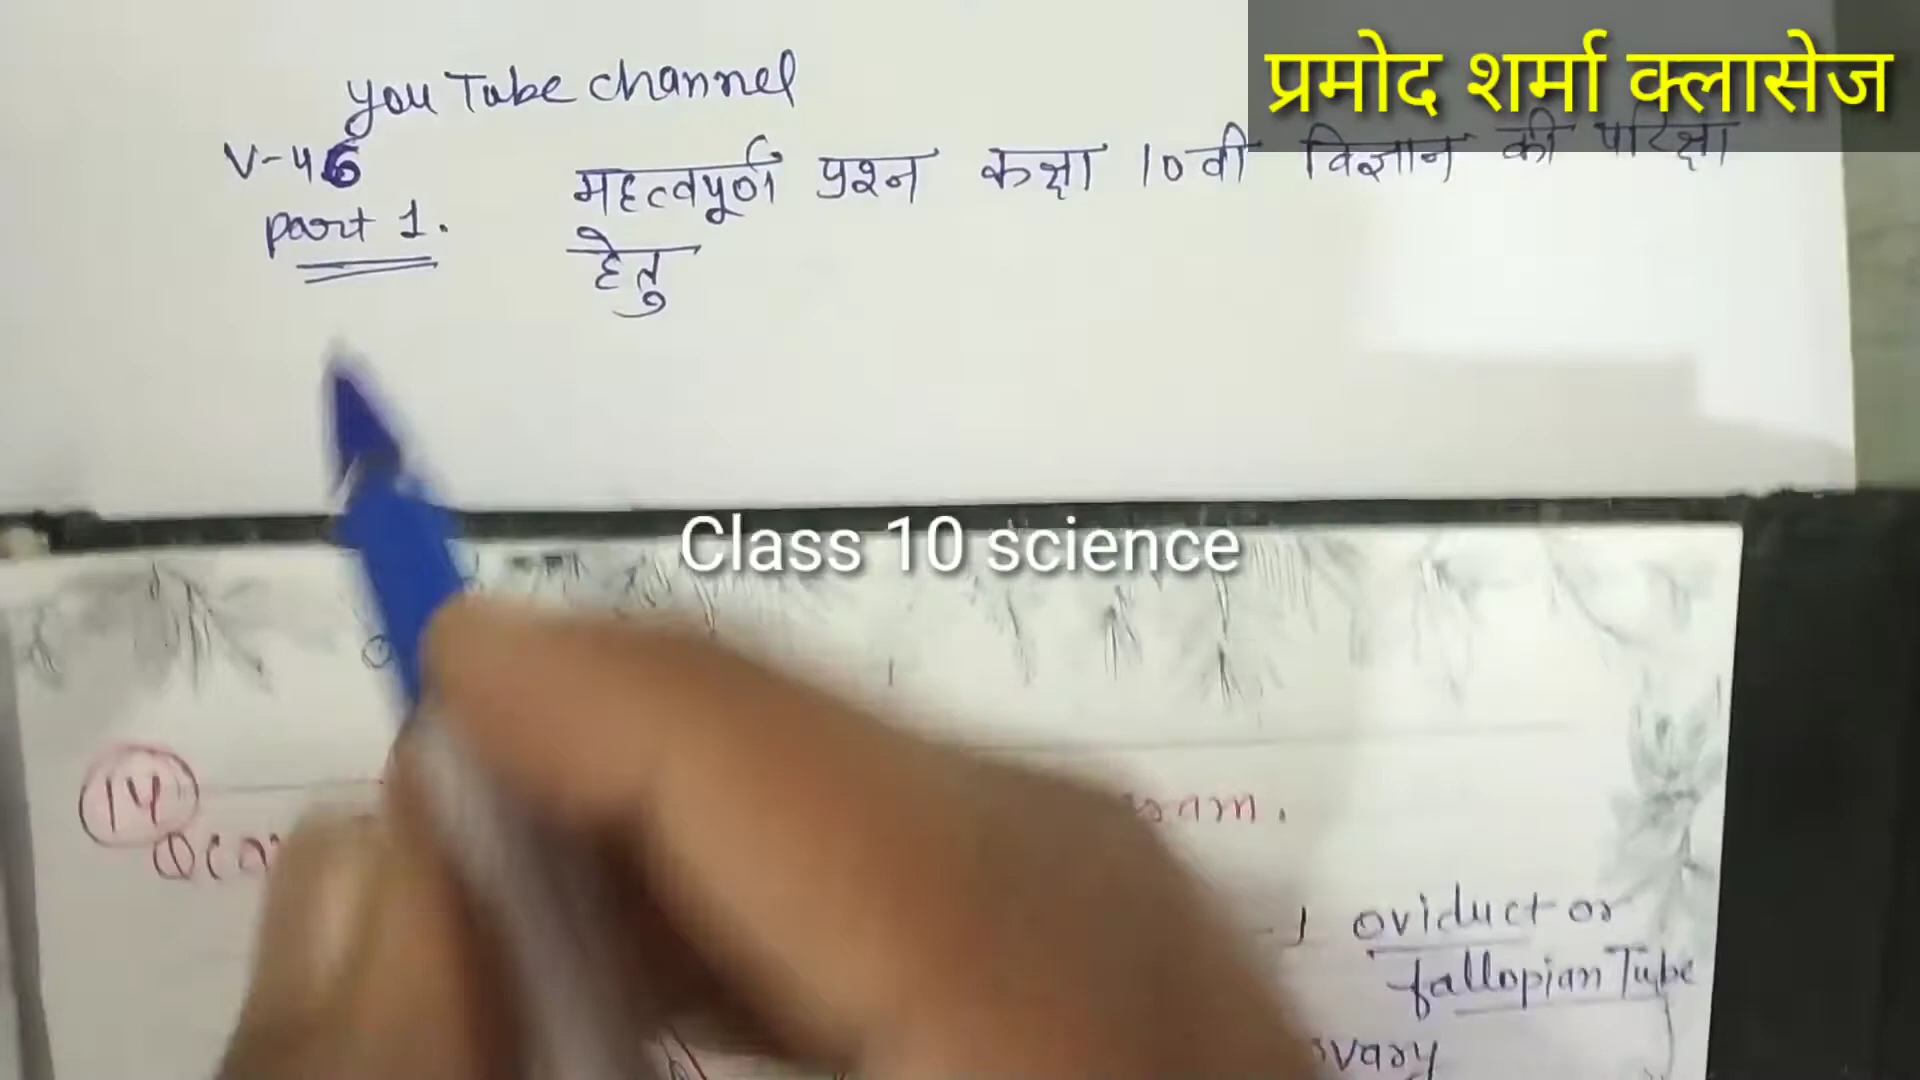 प्रमोद शर्मा क्लासेज
you Tube channel
V-46
part 1.
महत्वपूर्ण प्रश्न कक्षा 10वी विज्ञान की परिक्षा
हेतु
Class 10 science
14
oviduct or
fallopian Tube